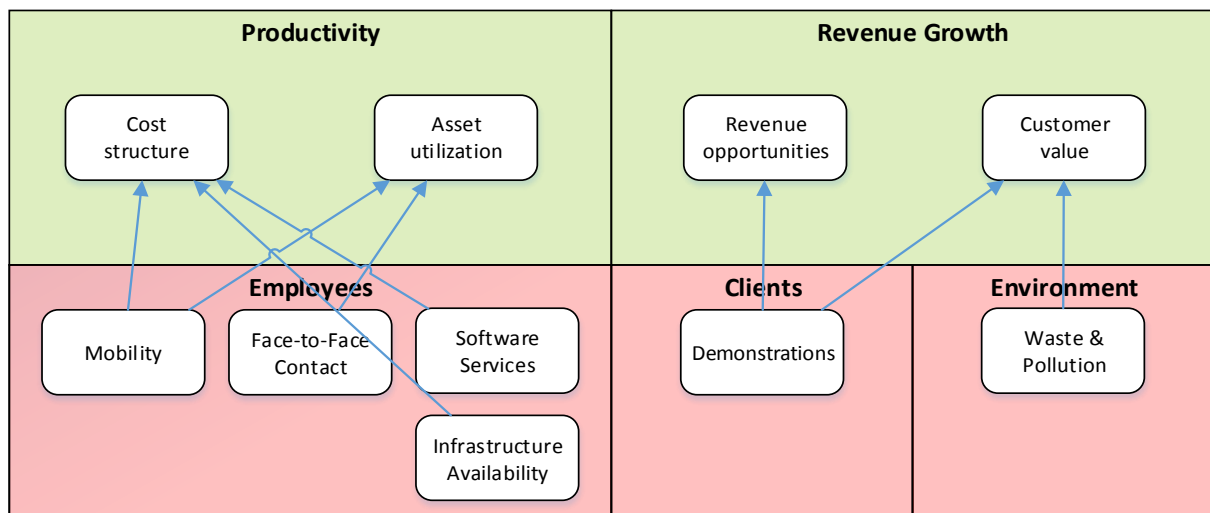 Productivity
Revenue Growth
Cost
structure
Asset
utilization
Revenue
opportunities
Customer
value
Employees
Clients
Environment
Mobility
Face-to-Face
Contact
Software
Services
Demonstrations
Waste &
Pollution
Infrastructure
Availability